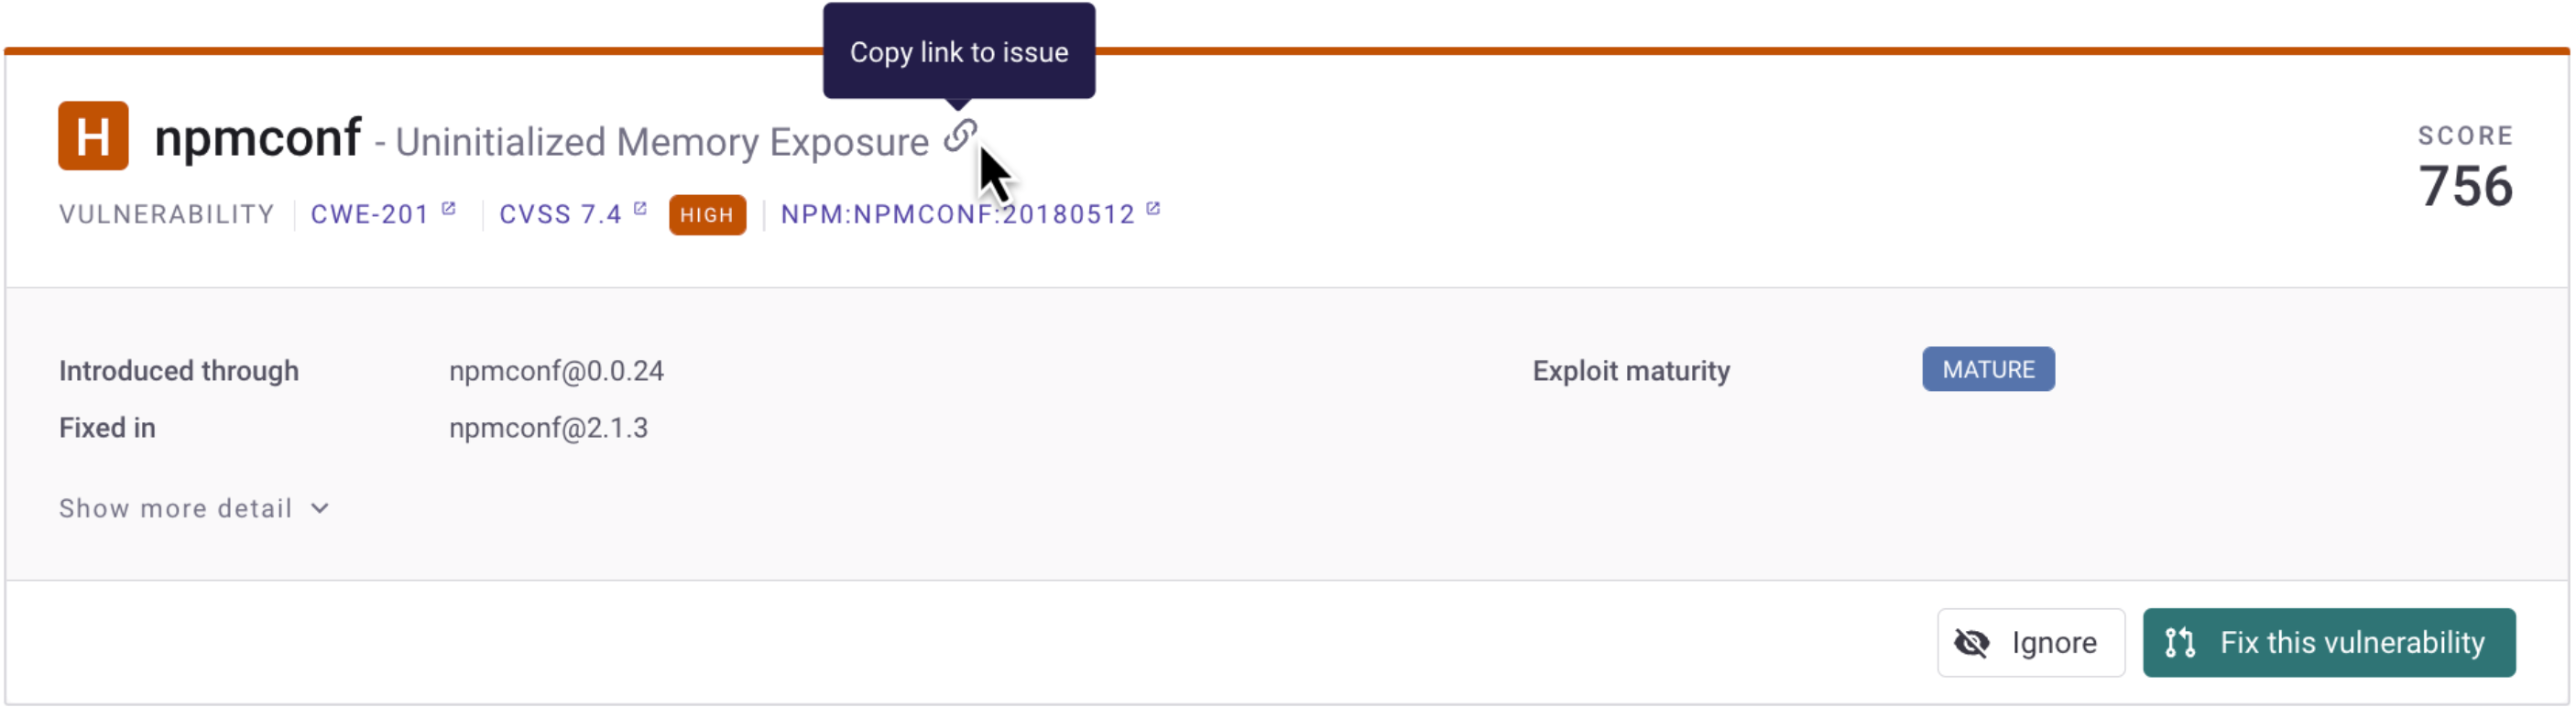 Copy link to issue
H npmconf - Uninitialized Memory Exposure
SCORE
756
VULNERABILITY CWE-201 CVSS 7.4 HIGH NPM:NPMCONF:20180512
Introduced through npmconf@0.0.24 Exploit maturity MATURE
Fixed in npmconf@2.1.3
Show more detail
Ignore Fix this vulnerability